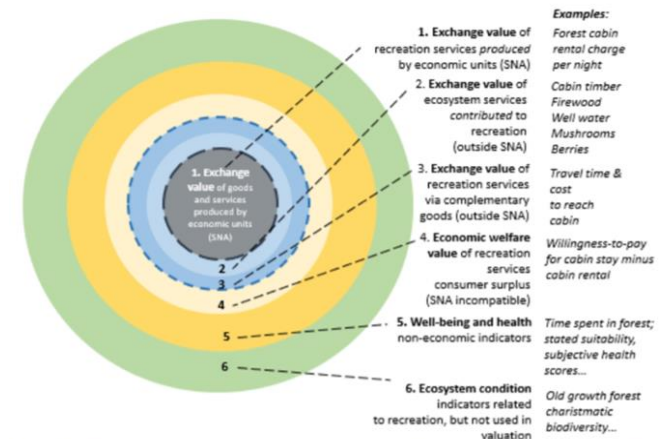 1. Exchange
value of goods
and services
produced by
economic units
(SNA)
2
3
4
5
6
1. Exchange value of
recreation services produced
by economic units (SNA)
2. Exchange value of
ecosystem services
contributed to
recreation
(outside SNA)
3. Exchange value of
recreation services
via complementary
goods (outside SNA)
4. Economic welfare
value of recreation
services
consumer surplus
(SNA incompatible)
5. Well-being and health
non-economic indicators
6. Ecosystem condition
indicators related
to recreation, but not used in
valuation
Examples:
Forest cabin
rental charge
per night
Cabin timber
Firewood
Well water
Mushrooms
Berries
Travel time &
cost
to reach
cabin
Willingness-to-pay
for cabin stay minus
cabin rental
Time spent in forest;
stated suitability,
subjective health
scores...
Old growth forest
charistmatic
biodiversity...